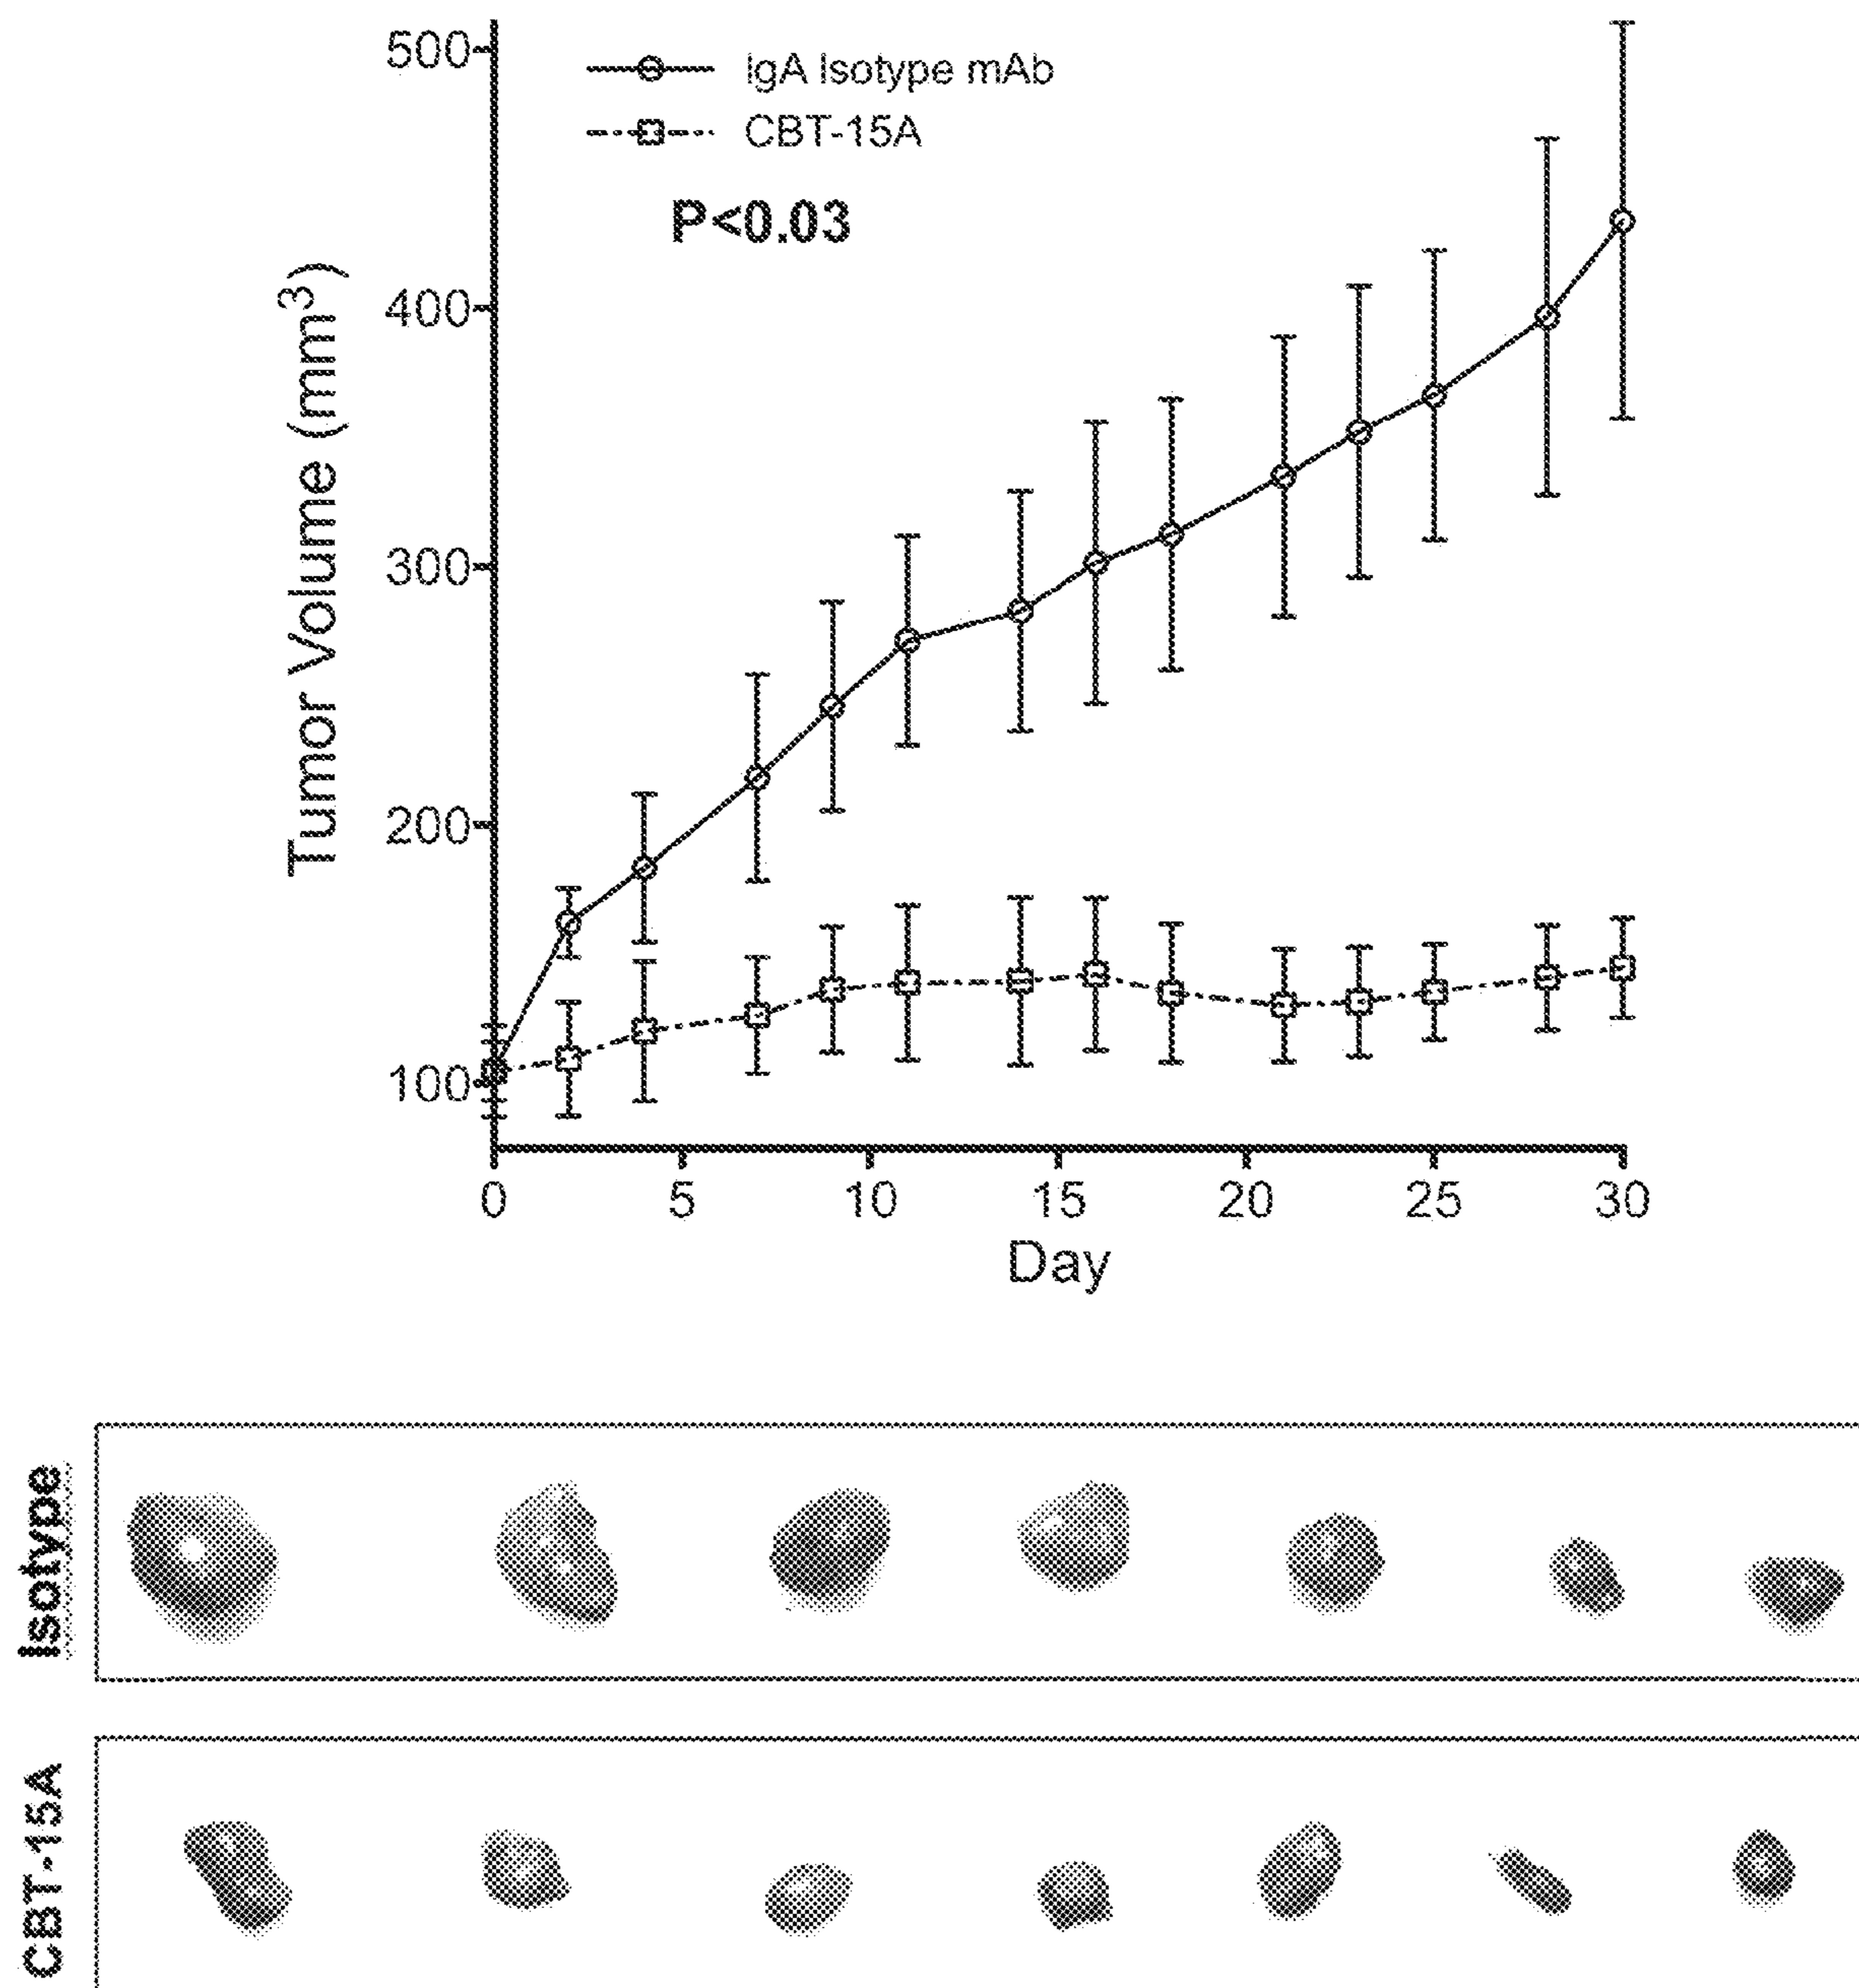 500
IgA Isotype mAb
CBT-15A
P<0.03
400
300
200
100
Tumor Volume (mm³)
0 5 10 15 20 25 30
Day
Isotype
CBT-15A